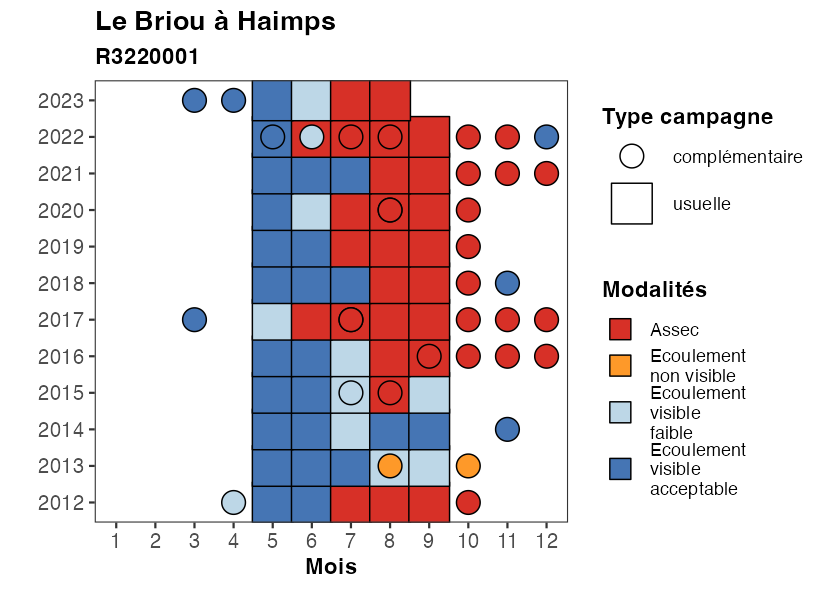 Le Briou à Haimps
R3220001
2023
2022
2021
2020
2019
2018
2017
2016
2015
2014
2013
2012
1 2 3 4 5 6 7 8 9 10 11 12
Mois
Type campagne
complémentaire
usuelle
Modalités
Assec
Ecoulement
non visible
Ecoulement
visible
faible
Ecoulement
visible
acceptable